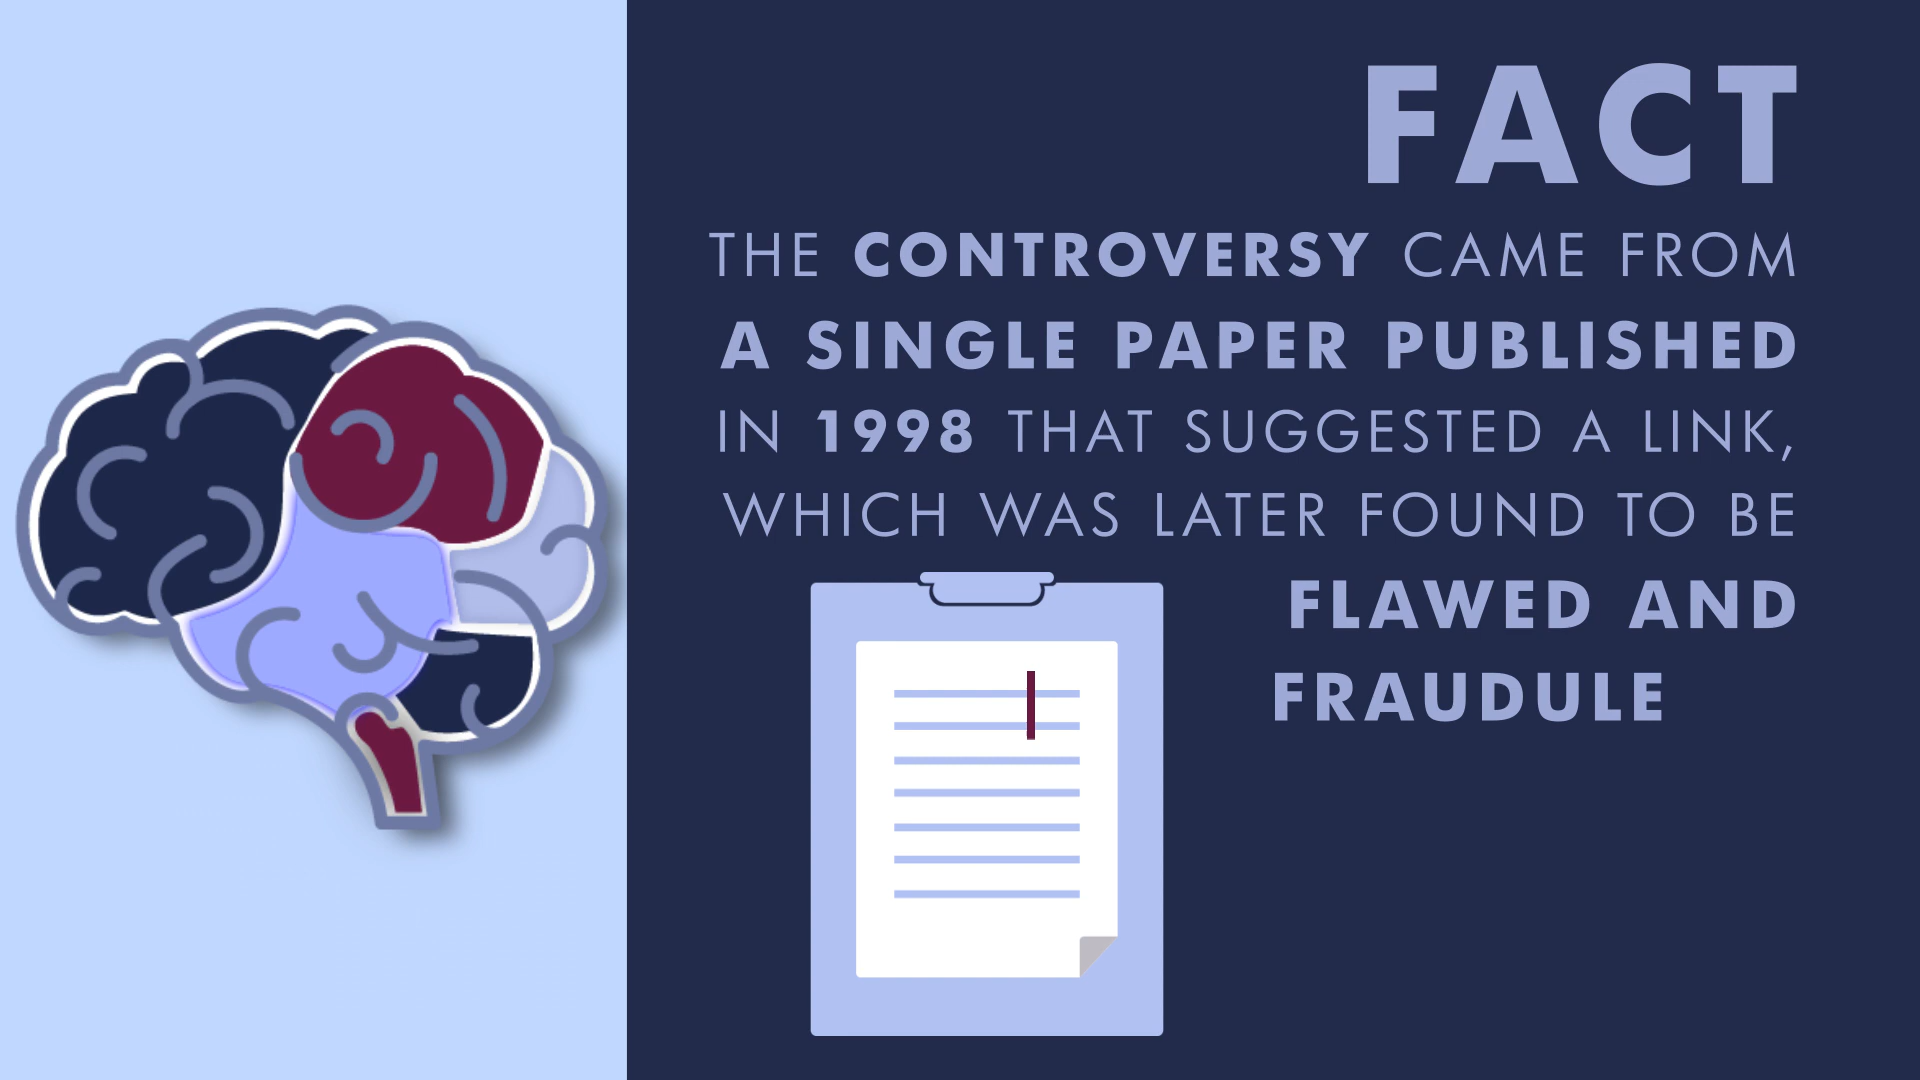 FACT
THE CONTROVERSY CAME FROM
A SINGLE PAPER PUBLISHED
IN 1998 THAT SUGGESTED A LINK,
WHICH WAS LATER FOUND TO BE
FLAWED AND
FRAUDULE